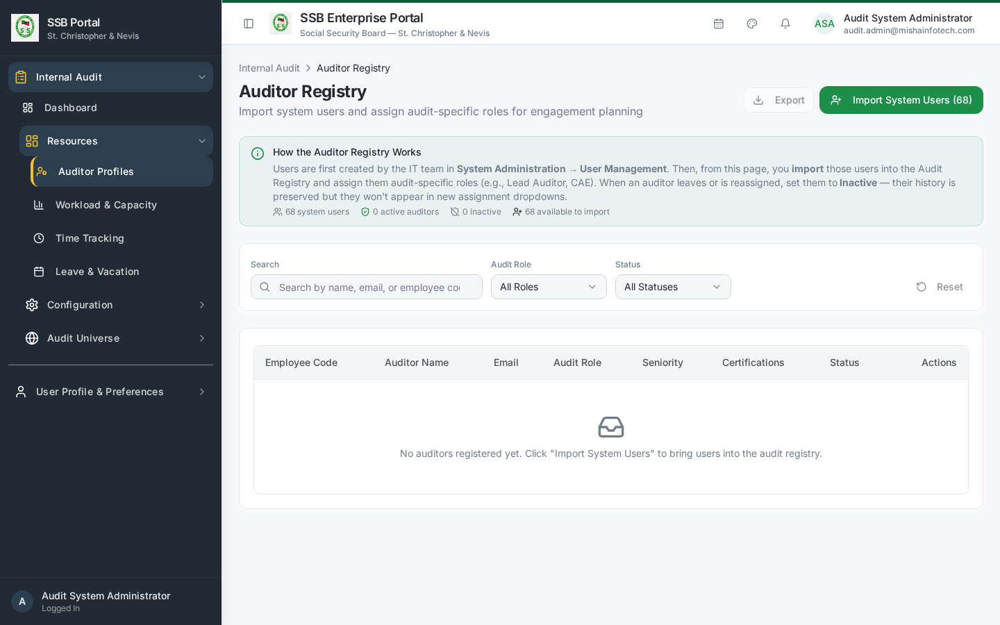 SSB Portal
St. Christopher & Nevis
Internal Audit
Dashboard
Resources
Auditor Profiles
Workload & Capacity
Time Tracking
Leave & Vacation
Configuration
Audit Universe
User Profile & Preferences
A
Audit System Administrator
Logged In
SSB Enterprise Portal
Social Security Board — St. Christopher & Nevis
ASA
Audit System Administrator
audit.admin@mishainfotech.com
Internal Audit > Auditor Registry
Auditor Registry
Import system users and assign audit-specific roles for engagement planning
Export
Import System Users (68)
How the Auditor Registry Works
Users are first created by the IT team in System Administration → User Management. Then, from this page, you import those users into the Audit
Registry and assign them audit-specific roles (e.g., Lead Auditor, CAE). When an auditor leaves or is reassigned, set them to Inactive — their history is
preserved but they won't appear in new assignment dropdowns.
68 system users 0 active auditors 0 inactive 68 available to import
Search Audit Role Status
Search by name, email, or employee co All Roles All Statuses Reset
Employee Code Auditor Name Email Audit Role Seniority Certifications Status Actions
No auditors registered yet. Click "Import System Users" to bring users into the audit registry.